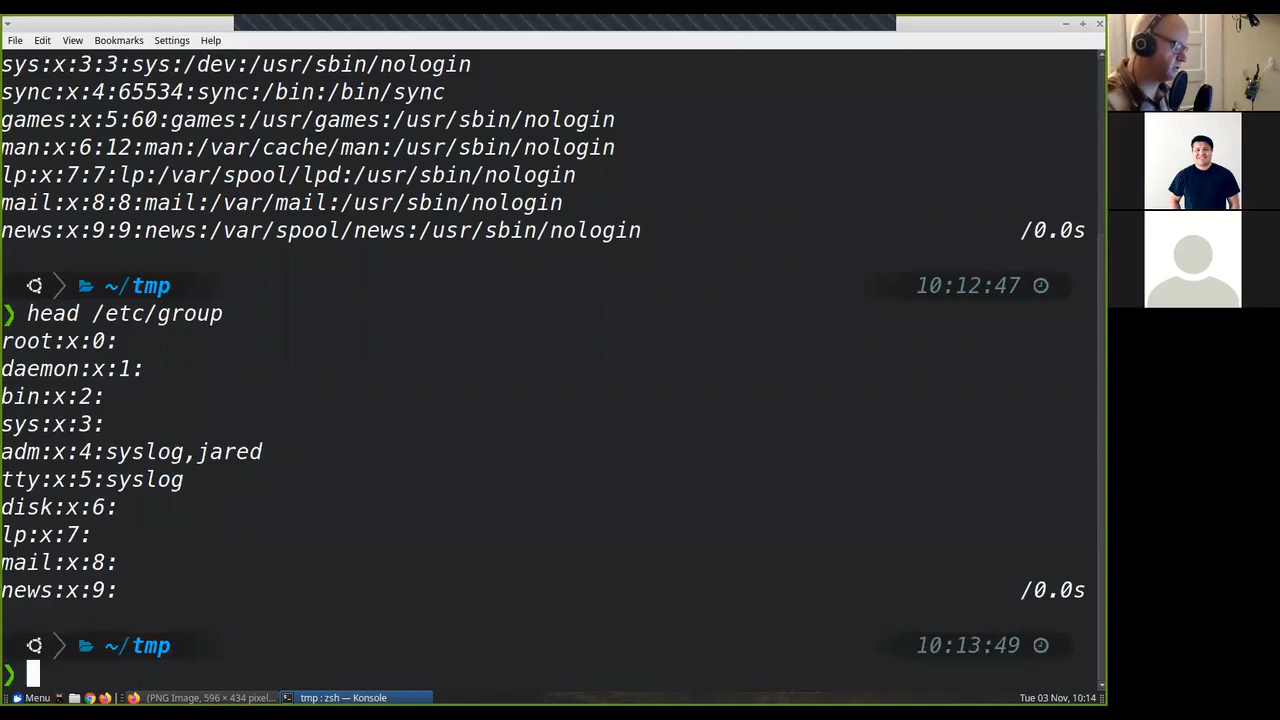 File Edit View Bookmarks Settings Help
sys:x:3:3:sys:/dev:/usr/sbin/nologin
sync:x:4:65534:sync:/bin:/bin/sync
games:x:5:60:games:/usr/games:/usr/sbin/nologin
man:x:6:12:man:/var/cache/man:/usr/sbin/nologin
lp:x:7:7:lp:/var/spool/lpd:/usr/sbin/nologin
mail:x:8:8:mail:/var/mail:/usr/sbin/nologin
news:x:9:9:news:/var/spool/news:/usr/sbin/nologin /0.0s
~/tmp 10:12:47
❯ head /etc/group
root:x:0:
daemon:x:1:
bin:x:2:
sys:x:3:
adm:x:4:syslog,jared
tty:x:5:syslog
disk:x:6:
lp:x:7:
mail:x:8:
news:x:9: /0.0s
~/tmp 10:13:49
❯
Menu (PNG Image, 596 × 434 pixel... tmp : zsh — Konsole Tue 03 Nov, 10:14